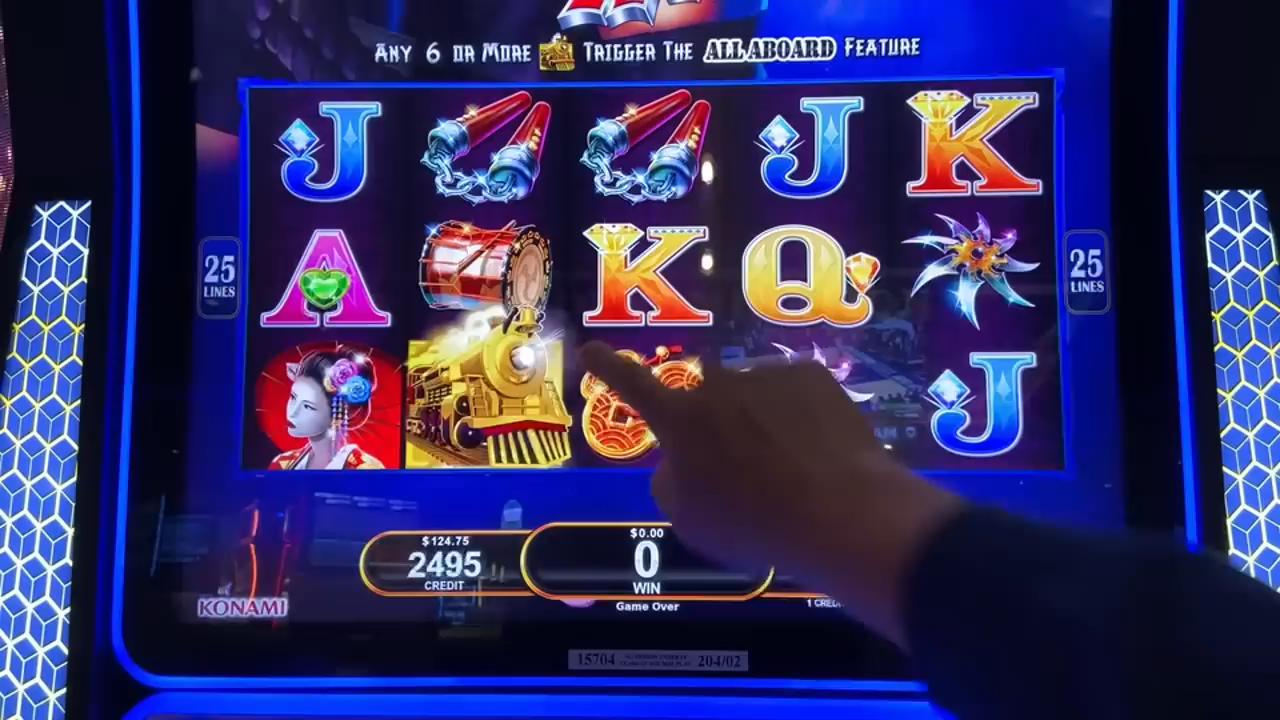 ANY 6 OR MORE TRIGGER THE ALL ABOARD FEATURE
J J K
A K Q
J
25
LINES
25
LINES
$124.75
2495
CREDIT
$0.00
0
WIN
Game Over
1 CREDIT
KONAMI
15704 204/02